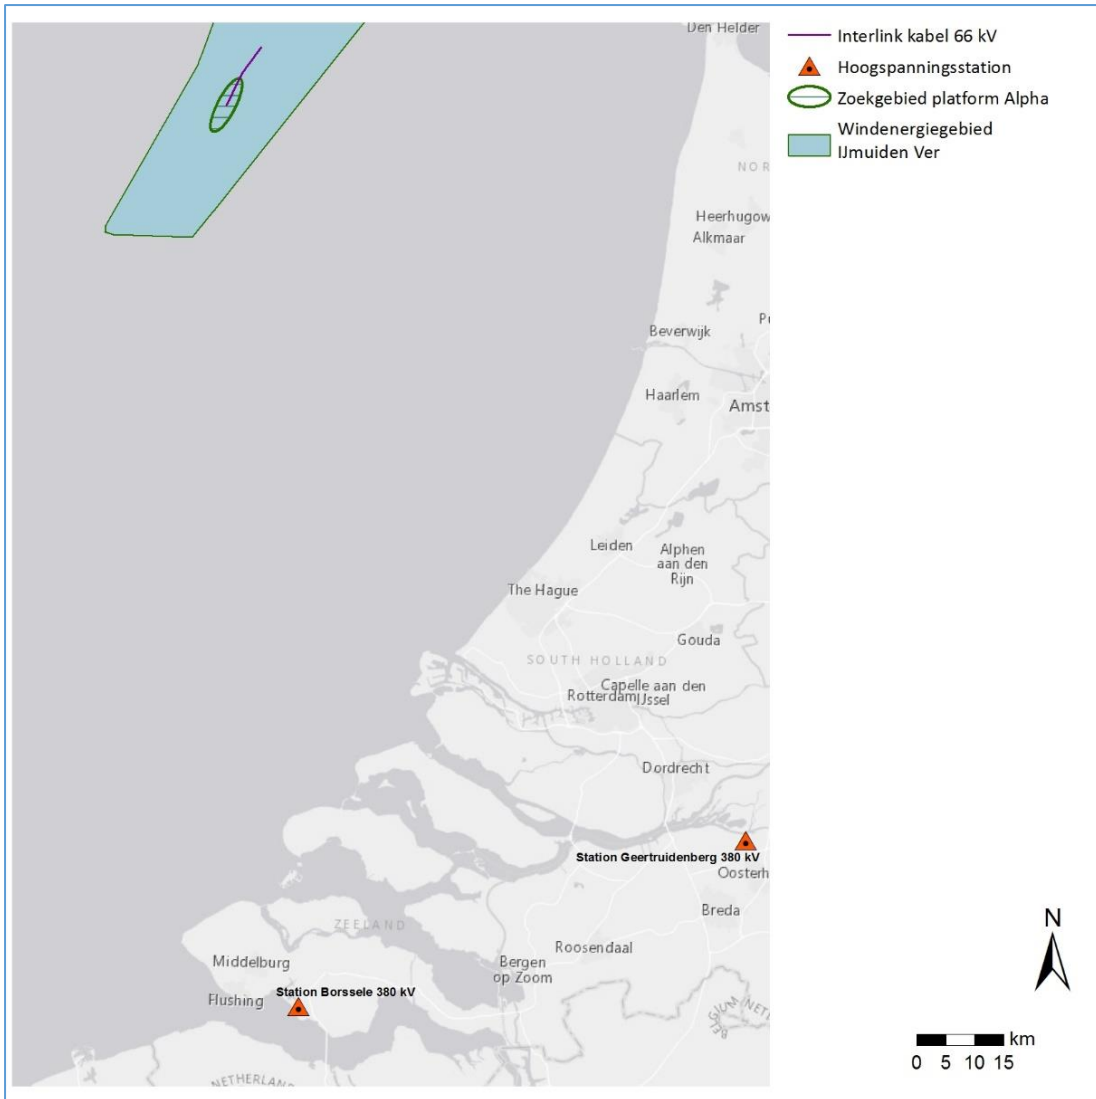 Den Helder
Interlink kabel 66 kV
Hoogspanningsstation
Zoekgebied platform Alpha
Windenergiegebied
IJmuiden Ver
NOR
Heerhugow
Alkmaar
Beverwijk
Pu
Haarlem
Amst
Leiden
Alphen
aan den
Rijn
The Hague
Gouda
SOUTH HOLLAND
Capelle aan den
IJssel
Rotterdam
Dordrecht
Station Geertruidenberg 380 kV
Oosterh
Breda
ZEELAND
Roosendaal
Middelburg
Bergen
op Zoom
Station Borssele 380 kV
Flushing
BELGIUM (NETH
NETHERLAN
N
km
0 5 10 15